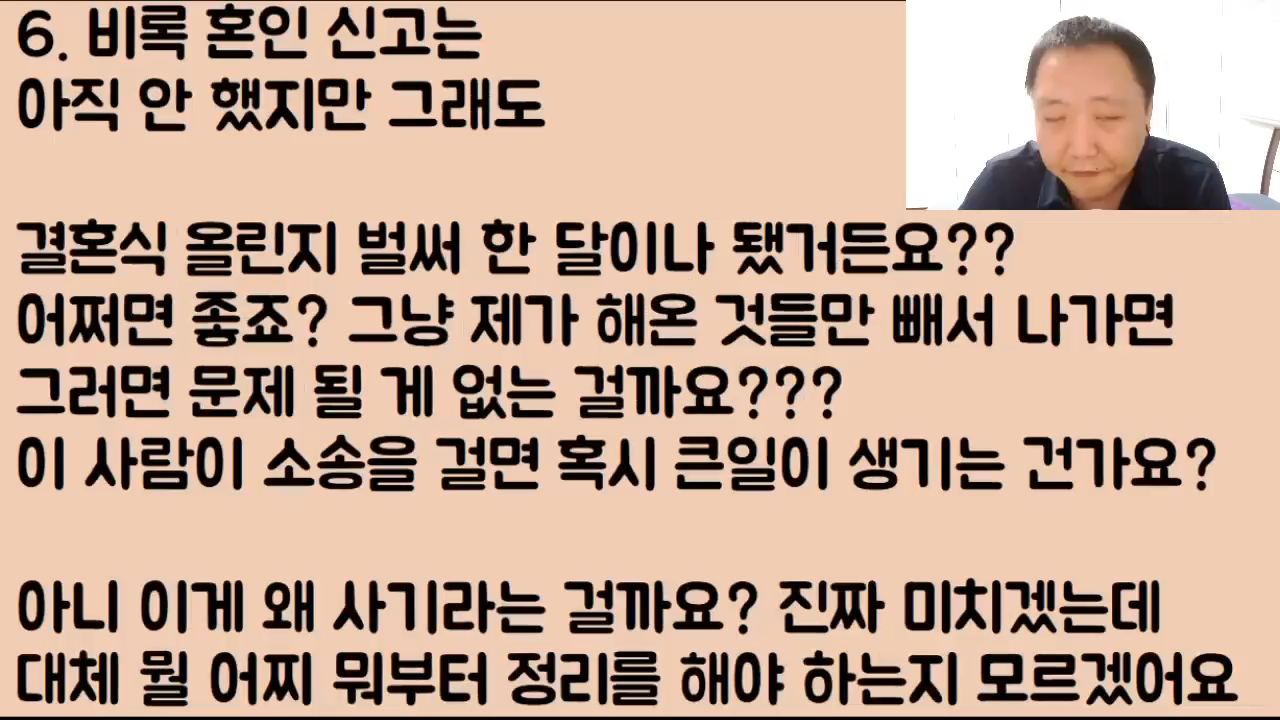 6. 비록 혼인 신고는
아직 안 했지만 그래도
결혼식 올린지 벌써 한 달이나 됐거든요??
어쩌면 좋죠? 그냥 제가 해온 것들만 빼서 나가면
그러면 문제 될 게 없는 걸까요???
이 사람이 소송을 걸면 혹시 큰일이 생기는 건가요?
아니 이게 왜 사기라는 걸까요? 진짜 미치겠는데
대체 뭘 어찌 뭐부터 정리를 해야 하는지 모르겠어요